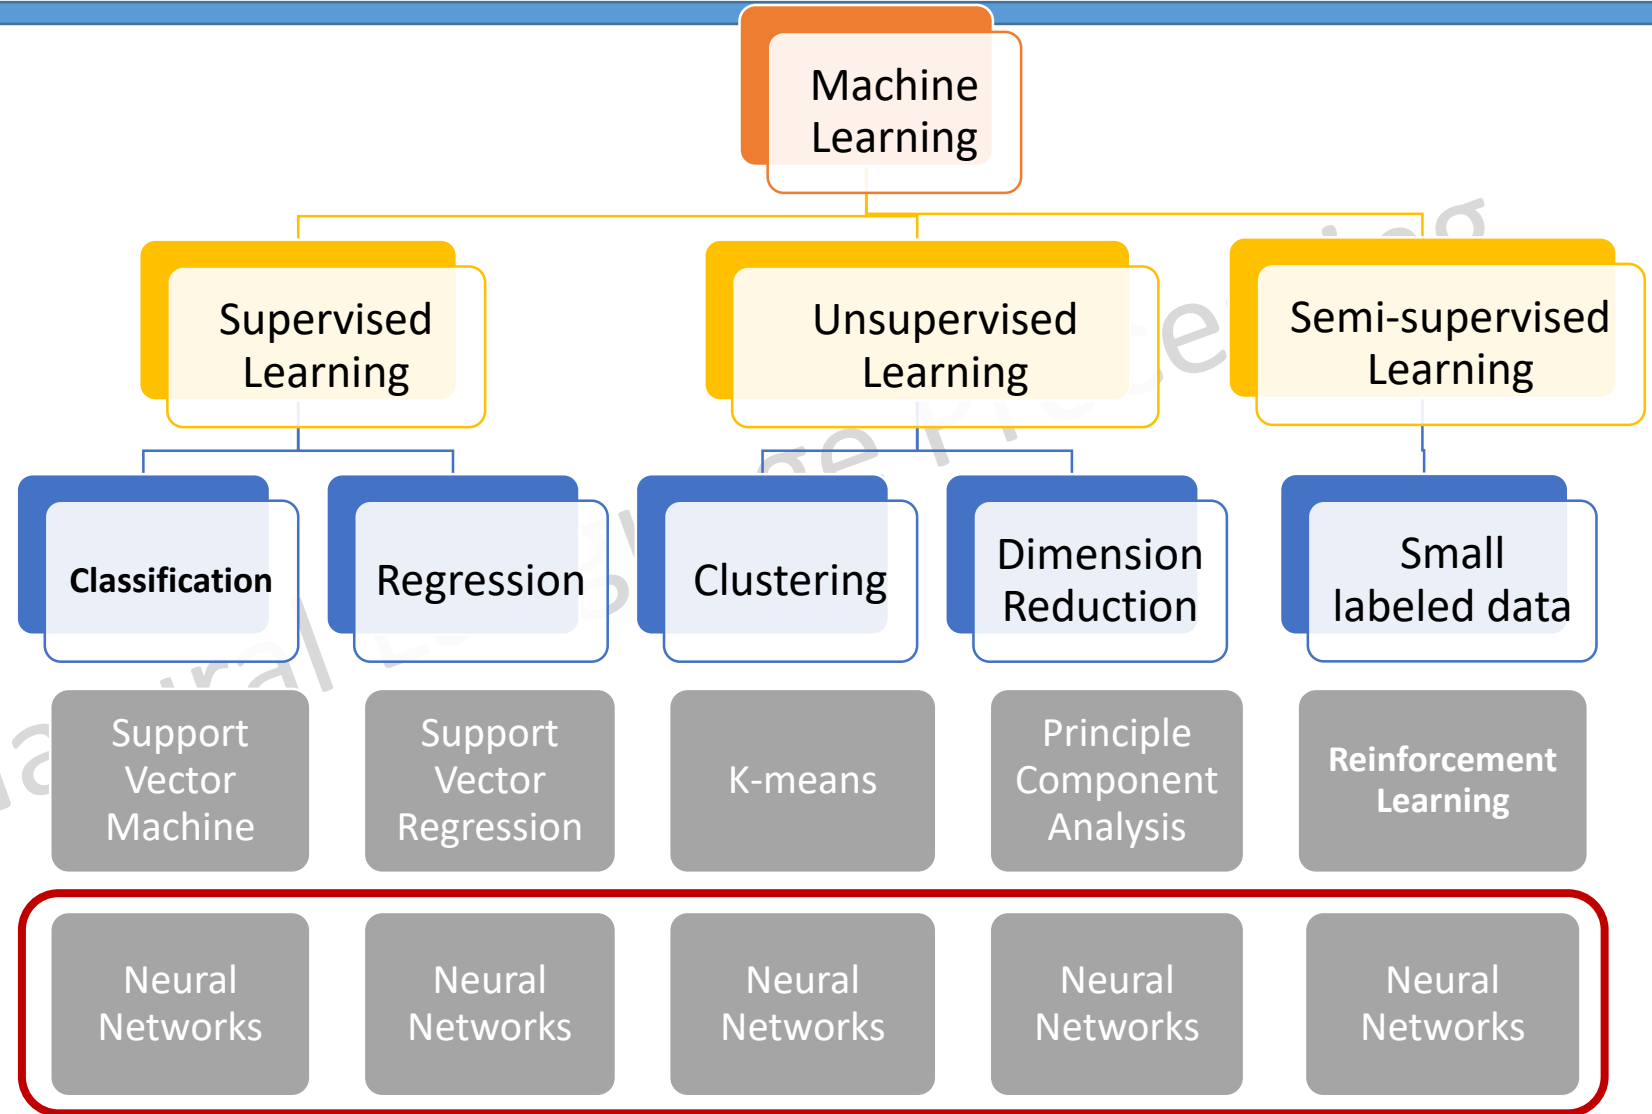 Machine
Learning
Supervised
Learning
Unsupervised
Learning
Semi-supervised
Learning
Classification
Regression
Clustering
Dimension
Reduction
Small
labeled data
Support
Vector
Machine
Support
Vector
Regression
K-means
Principle
Component
Analysis
Reinforcement
Learning
Neural
Networks
Neural
Networks
Neural
Networks
Neural
Networks
Neural
Networks